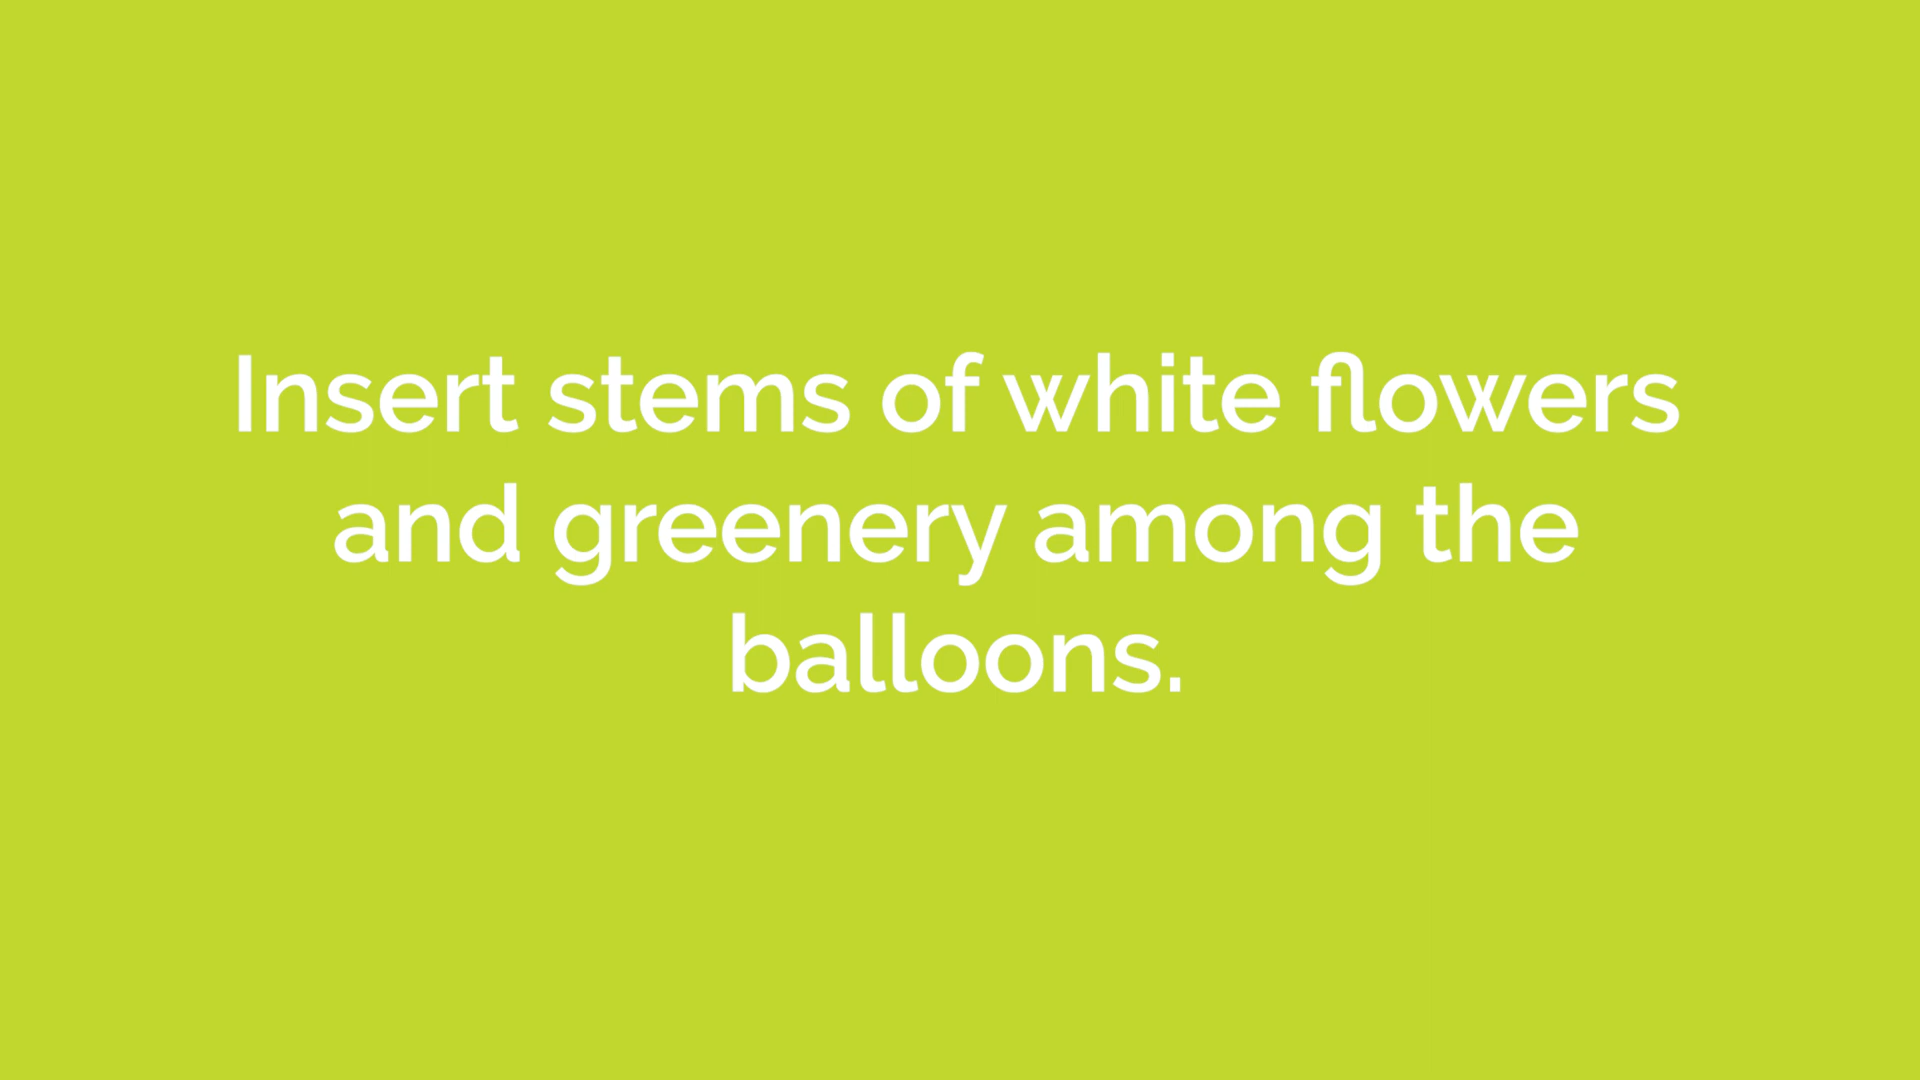 Insert stems of white flowers
and greenery among the
balloons.